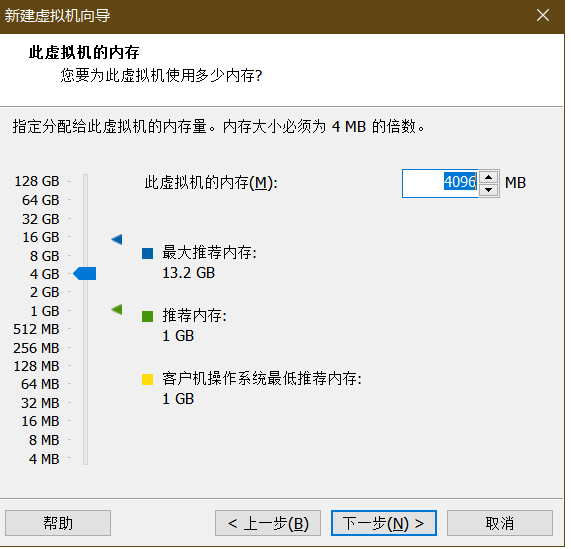 新建虚拟机向导
此虚拟机的内存
您要为此虚拟机使用多少内存?
指定分配给此虚拟机的内存量。内存大小必须为 4 MB 的倍数。
128 GB
64 GB
32 GB
16 GB
8 GB
4 GB
2 GB
1 GB
512 MB
256 MB
128 MB
64 MB
32 MB
16 MB
8 MB
4 MB
此虚拟机的内存(M):
4096 MB
最大推荐内存:
13.2 GB
推荐内存:
1 GB
客户机操作系统最低推荐内存:
1 GB
帮助
< 上一步(B)
下一步(N) >
取消